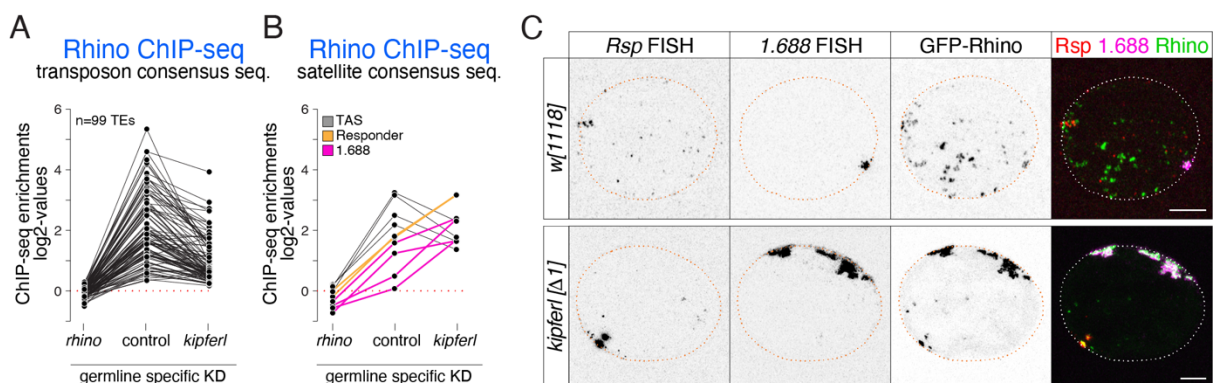 A
Rhino ChIP-seq
transposon consensus seq.
ChIP-seq enrichments
log2-values
6
4
2
0
n=99 TEs
rhino
control
kipferl
germline specific KD
B
Rhino ChIP-seq
satellite consensus seq.
ChIP-seq enrichments
log2-values
6
4
2
0
TAS
Responder
1.688
rhino
control
kipferl
germline specific KD
C
Rsp FISH
1.688 FISH
GFP-Rhino
Rsp 1.688 Rhino
w[1118]
kipferl [Δ1]